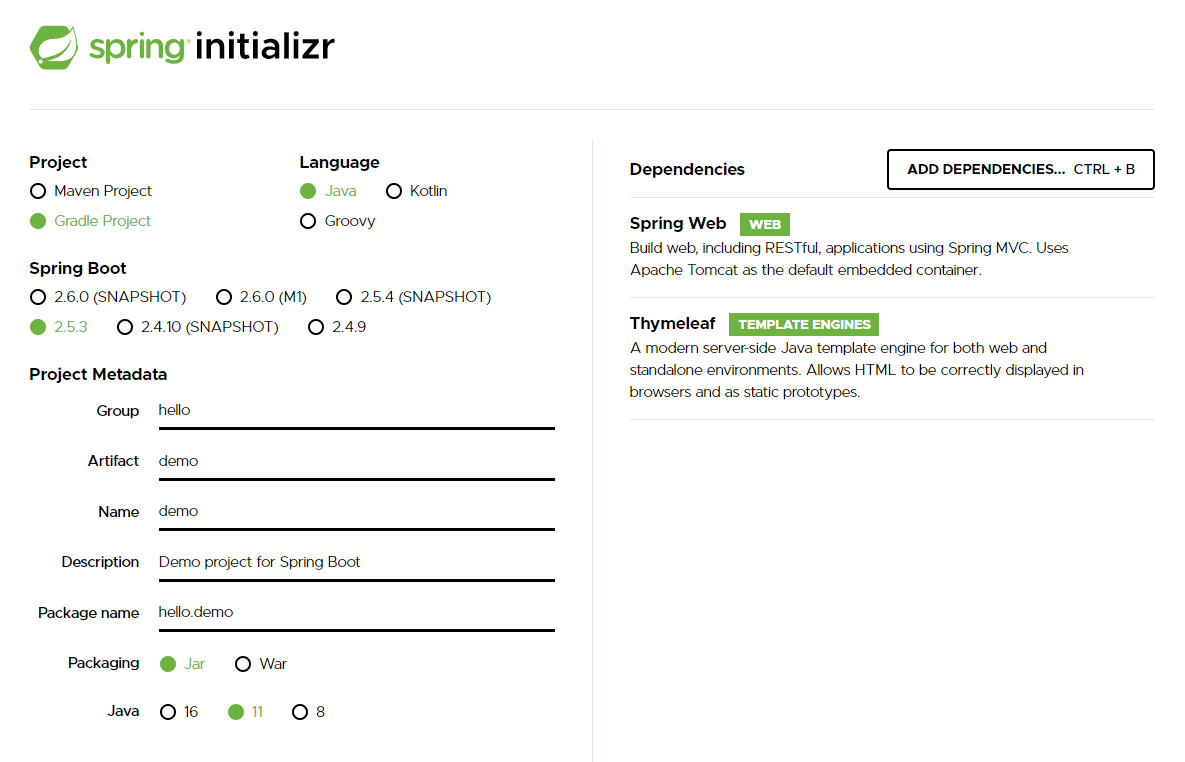 spring initializr
Project
Maven Project
Gradle Project
Language
Java Kotlin
Groovy
Spring Boot
2.6.0 (SNAPSHOT) 2.6.0 (M1) 2.5.4 (SNAPSHOT)
2.5.3 2.4.10 (SNAPSHOT) 2.4.9
Project Metadata
Group hello
Artifact demo
Name demo
Description Demo project for Spring Boot
Package name hello.demo
Packaging Jar War
Java 16 11 8
Dependencies ADD DEPENDENCIES... CTRL + B
Spring Web WEB
Build web, including RESTful, applications using Spring MVC. Uses
Apache Tomcat as the default embedded container.
Thymeleaf TEMPLATE ENGINES
A modern server-side Java template engine for both web and
standalone environments. Allows HTML to be correctly displayed in
browsers and as static prototypes.